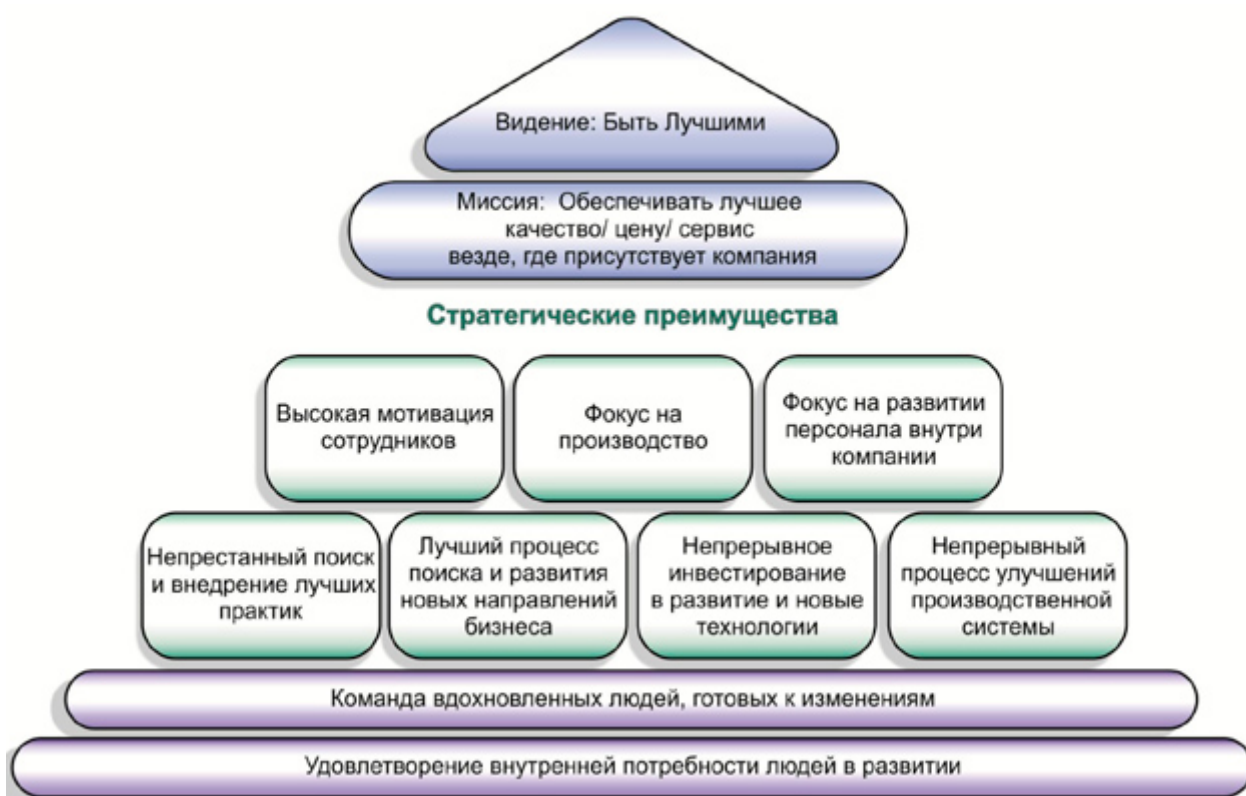 Видение: Быть Лучшими
Миссия: Обеспечивать лучшее
качество/ цену/ сервис
везде, где присутствует компания
Стратегические преимущества
Высокая мотивация
сотрудников
Фокус на
производство
Фокус на развитии
персонала внутри
компании
Непрестанный поиск
и внедрение лучших
практик
Лучший процесс
поиска и развития
новых направлений
бизнеса
Непрерывное
инвестирование
в развитие и новые
технологии
Непрерывный
процесс улучшений
производственной
системы
Команда вдохновленных людей, готовых к изменениям
Удовлетворение внутренней потребности людей в развитии